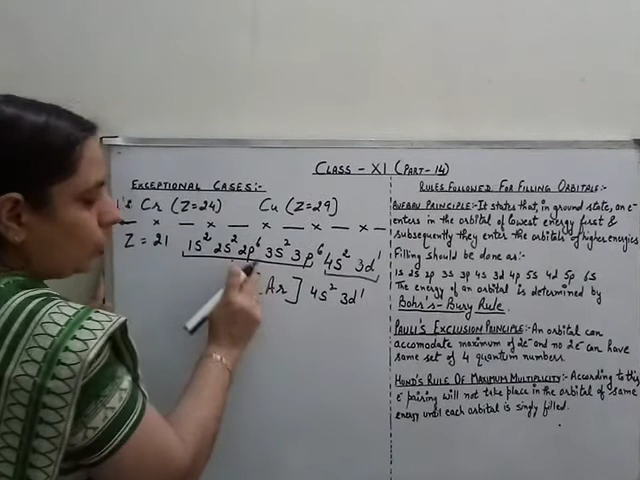 CLASS - XI (PART-14)
EXCEPTIONAL CASES:-
Cr (Z=24) Cu (Z=29)
Z = 21 1s² 2s² 2p⁶ 3s² 3p⁶ 4s² 3d¹
Ar] 4s² 3d¹
RULES FOLLOWED FOR FILLING ORBITALS:-
AUFBAU PRINCIPLE:- It states that, in ground state, an e-
enters in the orbital of lowest energy first &
subsequently they enter the orbitals of higher energies
Filling should be done as:-
1s 2s 2p 3s 3p 4s 3d 4p 5s 4d 5p 6s
The energy of an orbital is determined by
Bohr's-Bury Rule.
PAULI'S EXCLUSION PRINCIPLE:- An orbital can
accomodate maximum of 2e- and no 2e- can have
same set of 4 quantum numbers.
HUND'S RULE OF MAXIMUM MULTIPLICITY:- According to this
e- pairing will not take place in the orbital of same
energy until each orbital is singly filled.